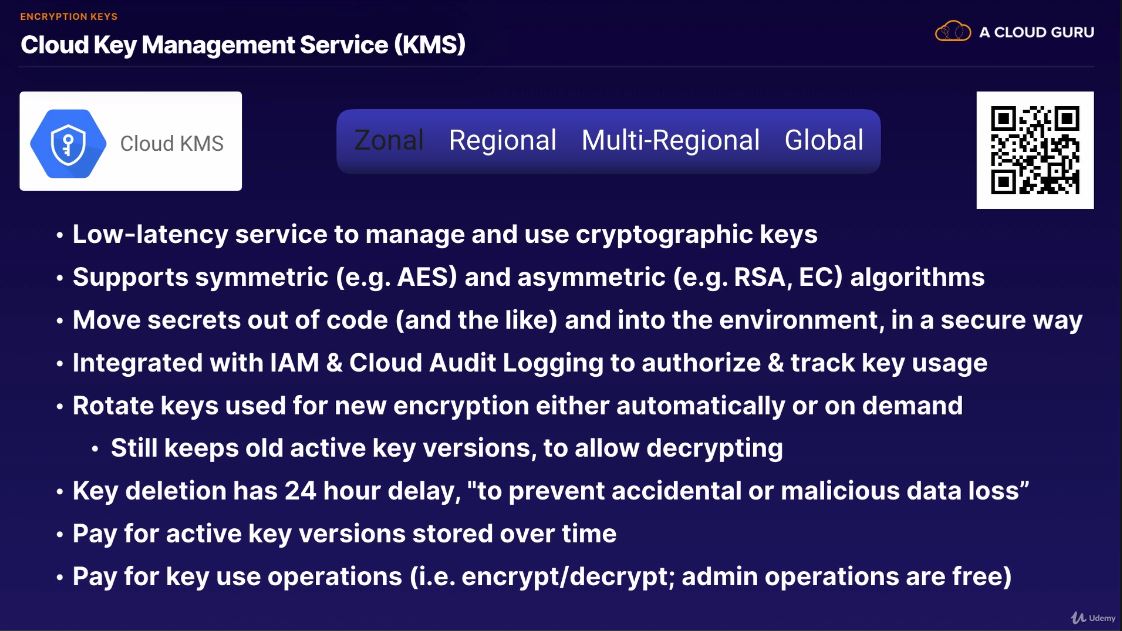 ENCRYPTION KEYS
Cloud Key Management Service (KMS)
A CLOUD GURU
Cloud KMS
Zonal Regional Multi-Regional Global
• Low-latency service to manage and use cryptographic keys
• Supports symmetric (e.g. AES) and asymmetric (e.g. RSA, EC) algorithms
• Move secrets out of code (and the like) and into the environment, in a secure way
• Integrated with IAM & Cloud Audit Logging to authorize & track key usage
• Rotate keys used for new encryption either automatically or on demand
• Still keeps old active key versions, to allow decrypting
• Key deletion has 24 hour delay, "to prevent accidental or malicious data loss”
• Pay for active key versions stored over time
• Pay for key use operations (i.e. encrypt/decrypt; admin operations are free)
Udemy